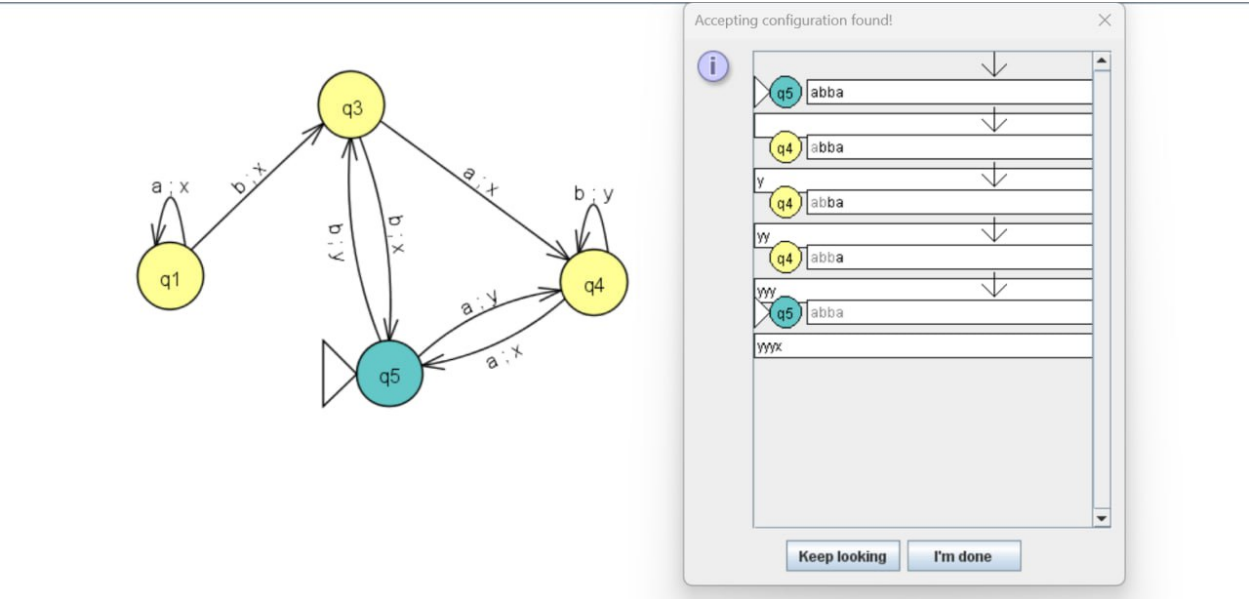 Accepting configuration found!
q3
b ; x
a ; x
a ; x
b ; y
b ; y
b ; x
q1
q4
a ; y
a ; x
q5
q5 abba
q4 abba
y
q4 abba
yy
q4 abba
yyy
q5 abba
yyyx
Keep looking
I'm done